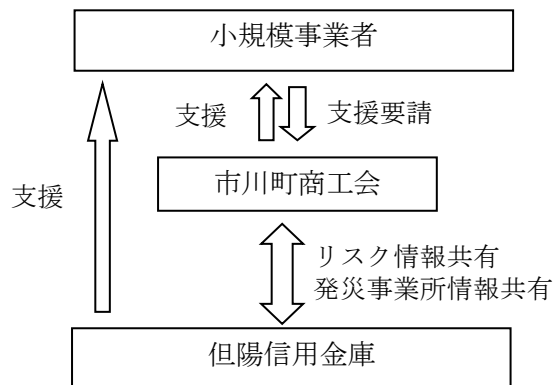 小規模事業者
支援
支援要請
市川町商工会
支援
リスク情報共有
発災事業所情報共有
但陽信用金庫